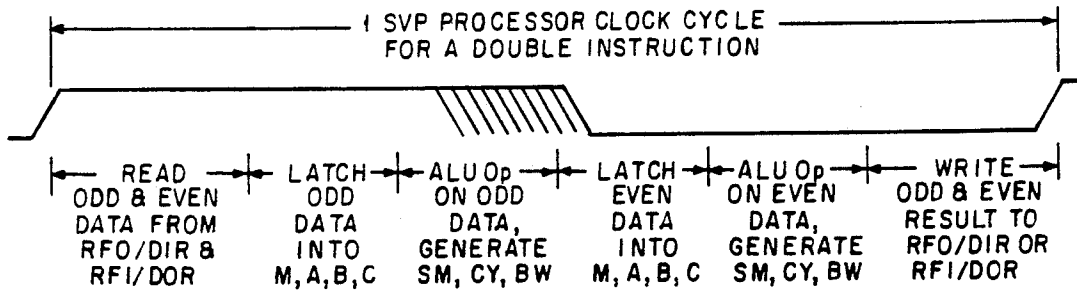 1 SVP PROCESSOR CLOCK CYCLE
FOR A DOUBLE INSTRUCTION
READ
ODD & EVEN
DATA FROM
RFO/DIR &
RFI/DOR
LATCH
ODD
DATA
INTO
M, A, B, C
ALU Op
ON ODD
DATA,
GENERATE
SM, CY, BW
LATCH
EVEN
DATA
INTO
M, A, B, C
ALU Op
ON EVEN
DATA,
GENERATE
SM, CY, BW
WRITE
ODD & EVEN
RESULT TO
RFO/DIR OR
RFI/DOR